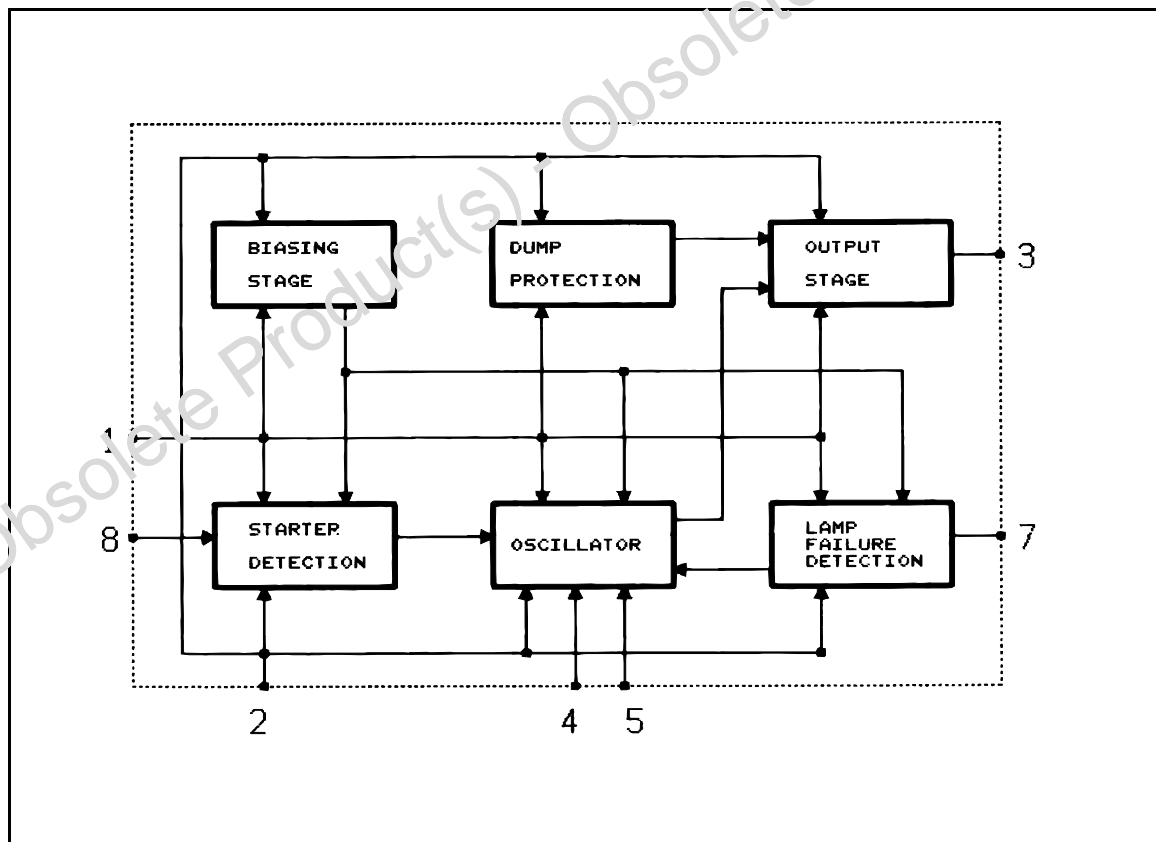 Obsolete Product(s) - Obsolete
BIASING
STAGE
DUMP
PROTECTION
OUTPUT
STAGE
3
1
8
STARTER
DETECTION
OSCILLATOR
LAMP
FAILURE
DETECTION
7
2
4
5